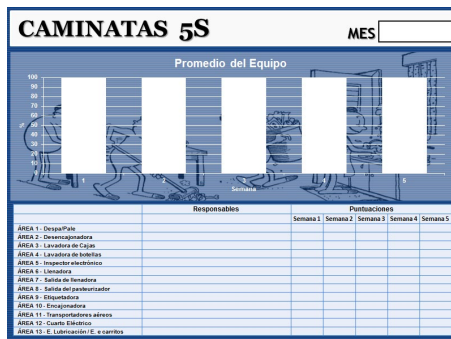 CAMINATAS 5S
MES
Promedio del Equipo
100
90
80
70
60
50
40
30
20
10
0
%
1 2 3 4 5
Semana
Responsables Puntuaciones
Semana 1 Semana 2 Semana 3 Semana 4 Semana 5
ÁREA 1 - Despa/Pale
ÁREA 2 - Desencajonadora
ÁREA 3 - Lavadora de Cajas
ÁREA 4 - Lavadora de botellas
ÁREA 5 - Inspector electrónico
ÁREA 6 - Llenadora
ÁREA 7 - Salida de llenadora
ÁREA 8 - Salida del pasteurizador
ÁREA 9 - Etiquetadora
ÁREA 10 - Encajonadora
ÁREA 11 - Transportadores aéreos
ÁREA 12 - Cuarto Eléctrico
ÁREA 13 - E. Lubricación / E. e carritos